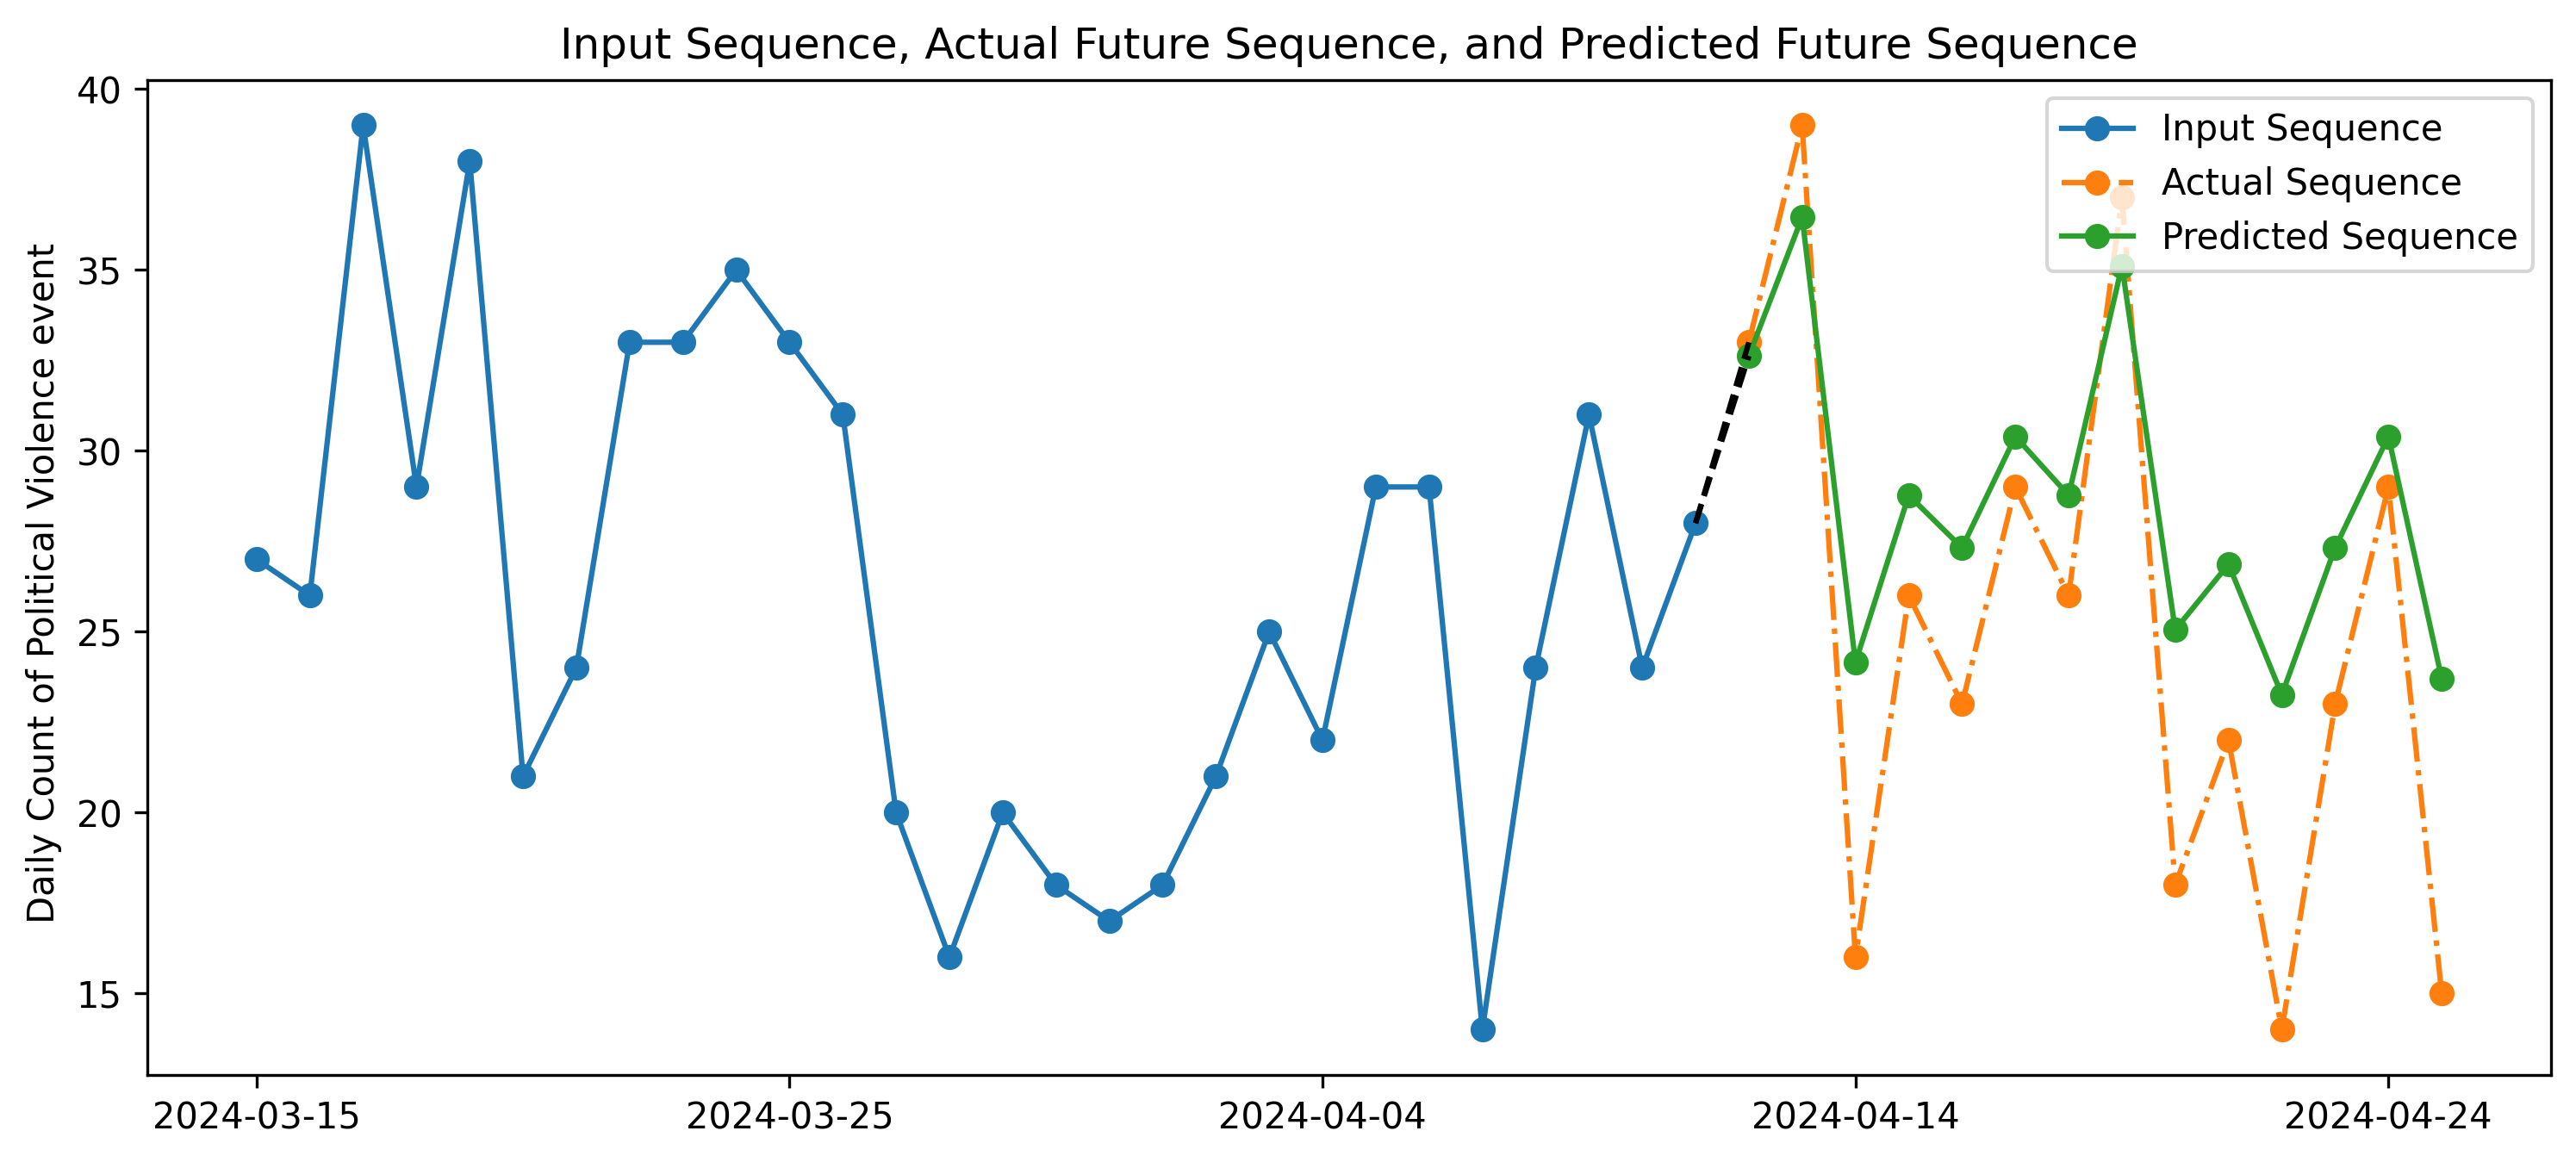 Input Sequence, Actual Future Sequence, and Predicted Future Sequence
Daily Count of Political Violence event
40
35
30
25
20
15
Input Sequence
Actual Sequence
Predicted Sequence
2024-03-15
2024-03-25
2024-04-04
2024-04-14
2024-04-24